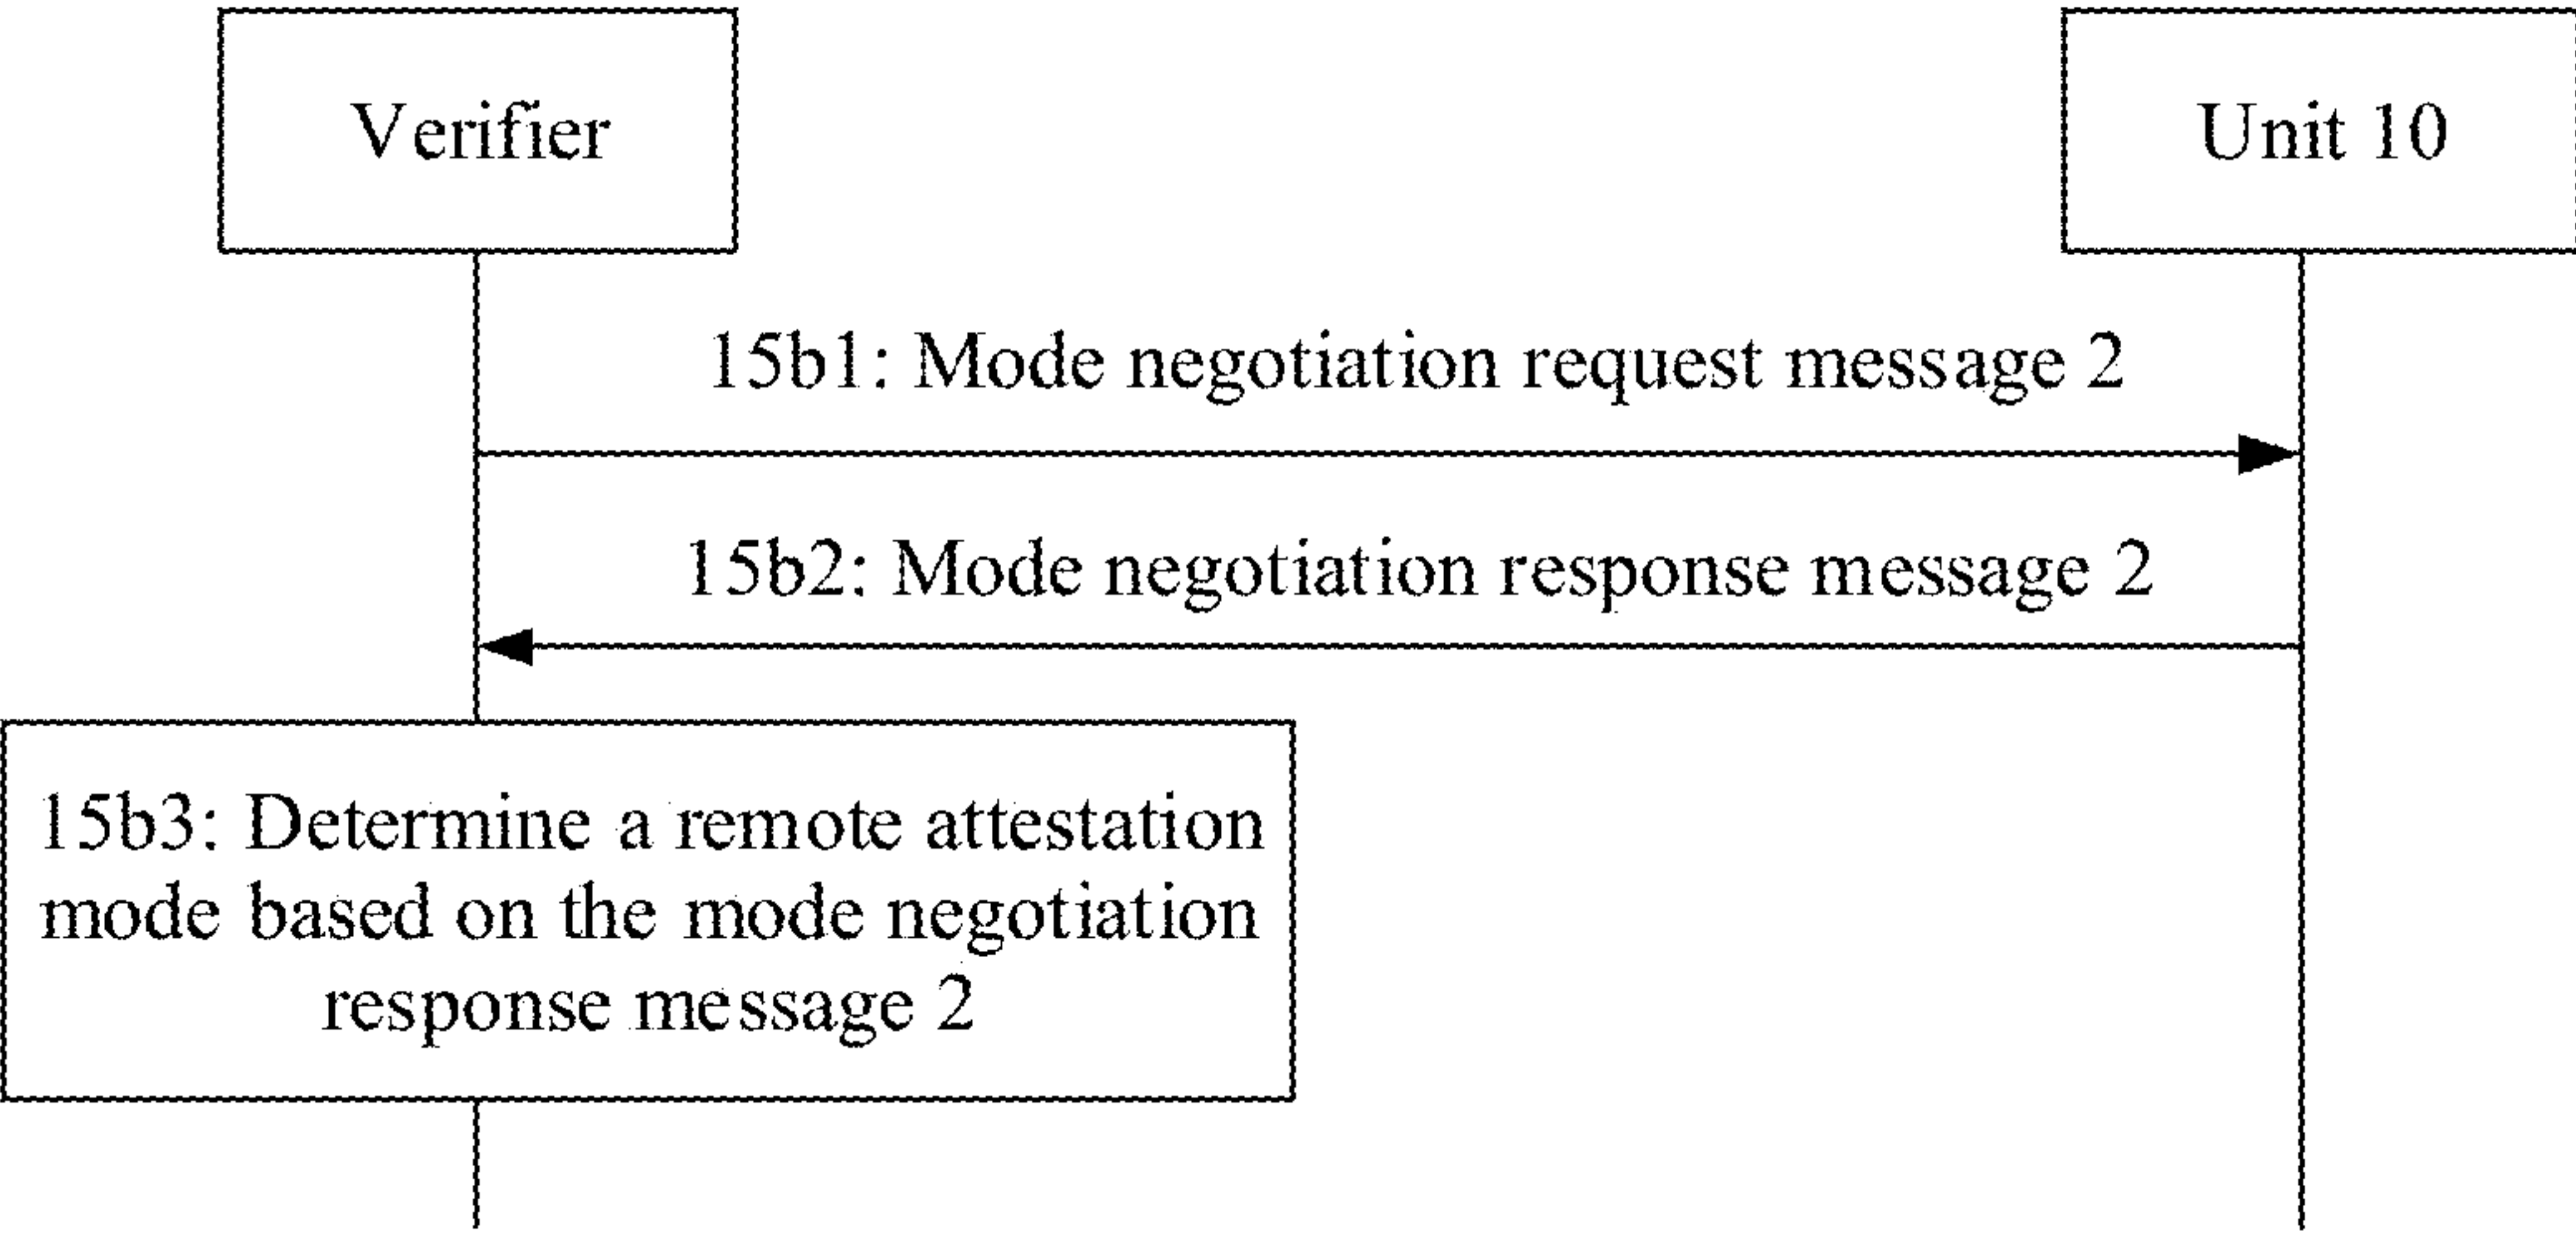 Verifier
Unit 10
15b1: Mode negotiation request message 2
15b2: Mode negotiation response message 2
15b3: Determine a remote attestation
mode based on the mode negotiation
response message 2